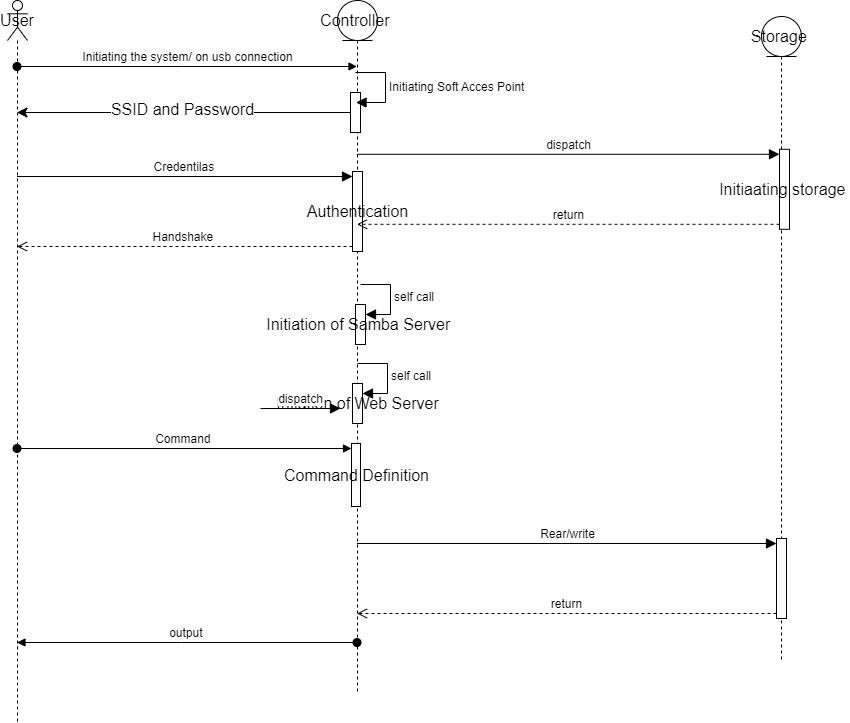 User
Controller
Storage
Initiating the system/ on usb connection
Initiating Soft Acces Point
SSID and Password
dispatch
Credentilas
Initiaating storage
Authentication
return
Handshake
self call
Initiation of Samba Server
self call
dispatch
of Web Server
Command
Command Definition
Rear/write
return
output